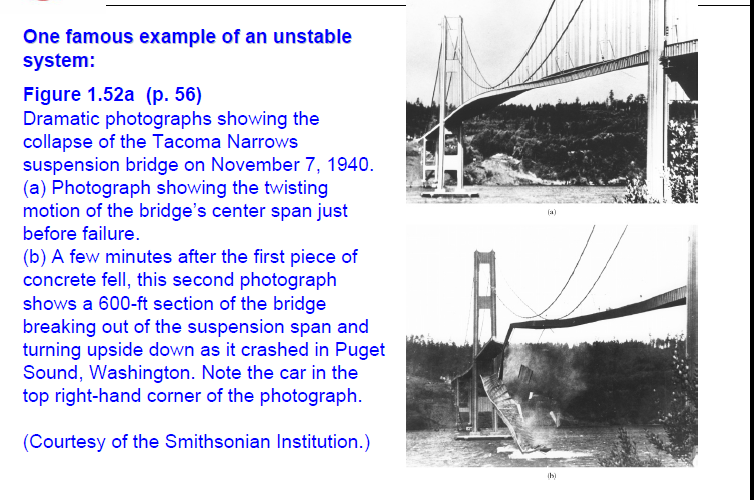 One famous example of an unstable
system:
Figure 1.52a (p. 56)
Dramatic photographs showing the
collapse of the Tacoma Narrows
suspension bridge on November 7, 1940.
(a) Photograph showing the twisting
motion of the bridge's center span just
before failure.
(b) A few minutes after the first piece of
concrete fell, this second photograph
shows a 600-ft section of the bridge
breaking out of the suspension span and
turning upside down as it crashed in Puget
Sound, Washington. Note the car in the
top right-hand corner of the photograph.
(Courtesy of the Smithsonian Institution.)
(a)
(b)